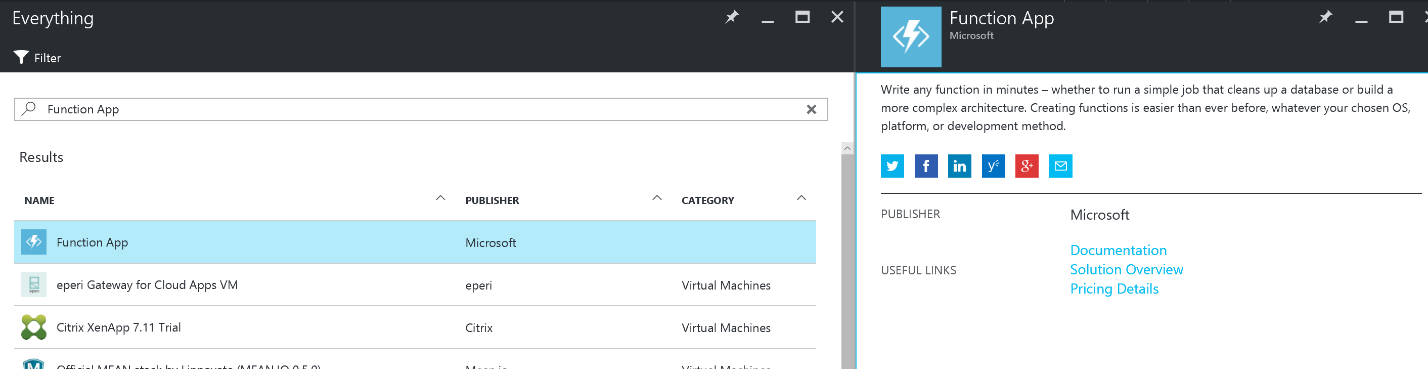 Everything
Filter
Function App
Results
NAME PUBLISHER CATEGORY
Function App Microsoft
eperi Gateway for Cloud Apps VM eperi Virtual Machines
Citrix XenApp 7.11 Trial Citrix Virtual Machines
Function App
Microsoft
Write any function in minutes – whether to run a simple job that cleans up a database or build a
more complex architecture. Creating functions is easier than ever before, whatever your chosen OS,
platform, or development method.
PUBLISHER Microsoft
USEFUL LINKS
Documentation
Solution Overview
Pricing Details